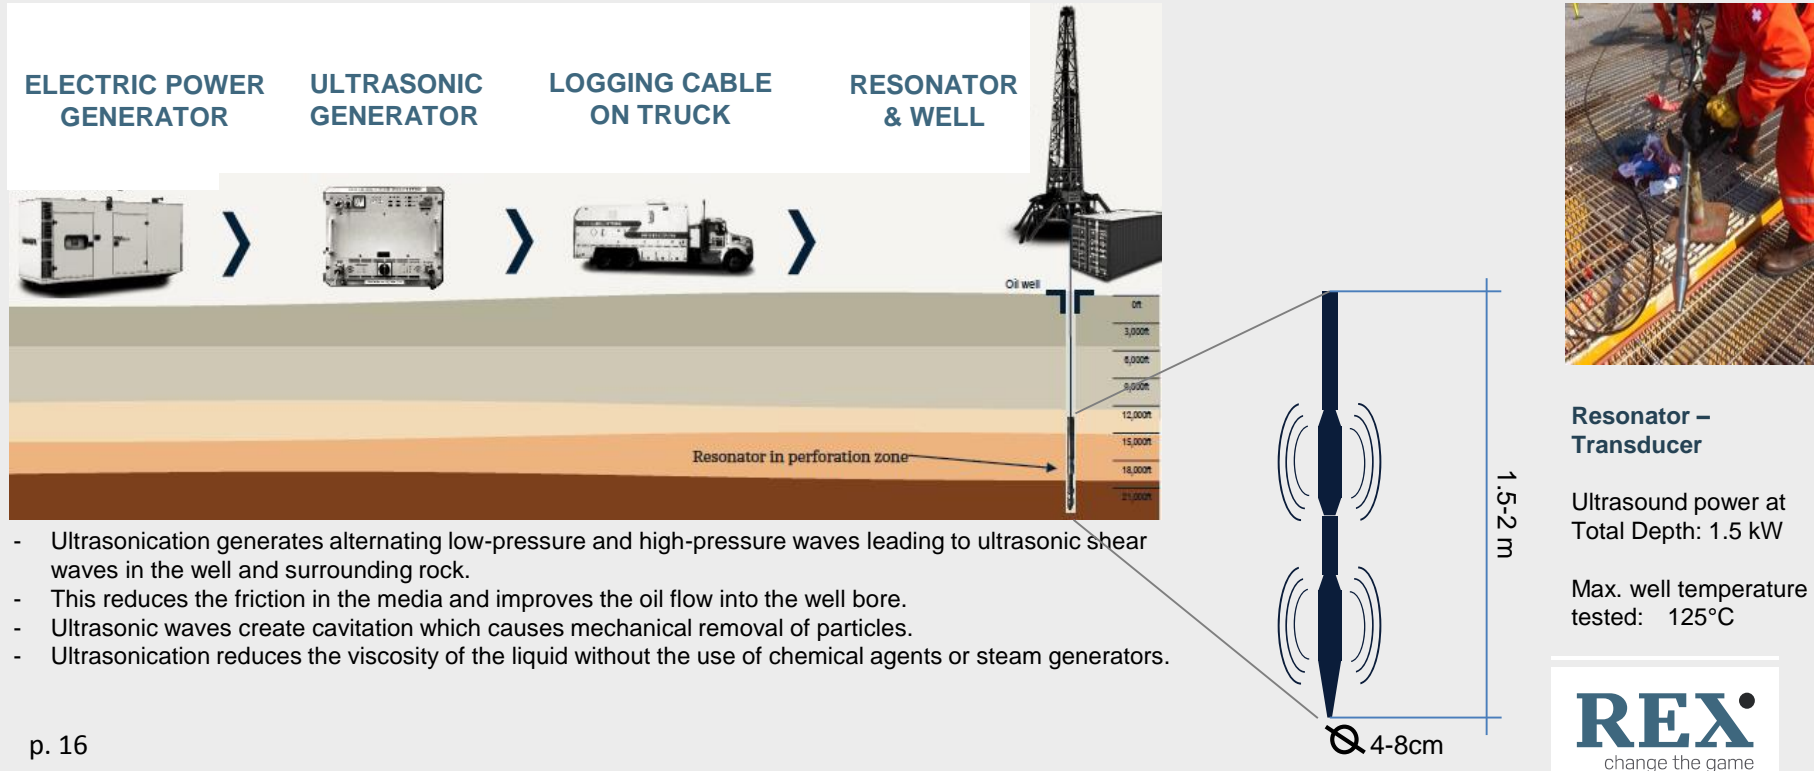 ELECTRIC POWER
GENERATOR
ULTRASONIC
GENERATOR
LOGGING CABLE
ON TRUCK
RESONATOR
& WELL
Oil well
0ft
3,000ft
6,000ft
9,000ft
12,000ft
15,000ft
18,000ft
21,000ft
Resonator in perforation zone
- Ultrasonication generates alternating low-pressure and high-pressure waves leading to ultrasonic shear
waves in the well and surrounding rock.
- This reduces the friction in the media and improves the oil flow into the well bore.
- Ultrasonic waves create cavitation which causes mechanical removal of particles.
- Ultrasonication reduces the viscosity of the liquid without the use of chemical agents or steam generators.
p. 16
1.5-2 m
4-8cm
Resonator –
Transducer
Ultrasound power at
Total Depth: 1.5 kW
Max. well temperature
tested: 125°C
REX
change the game